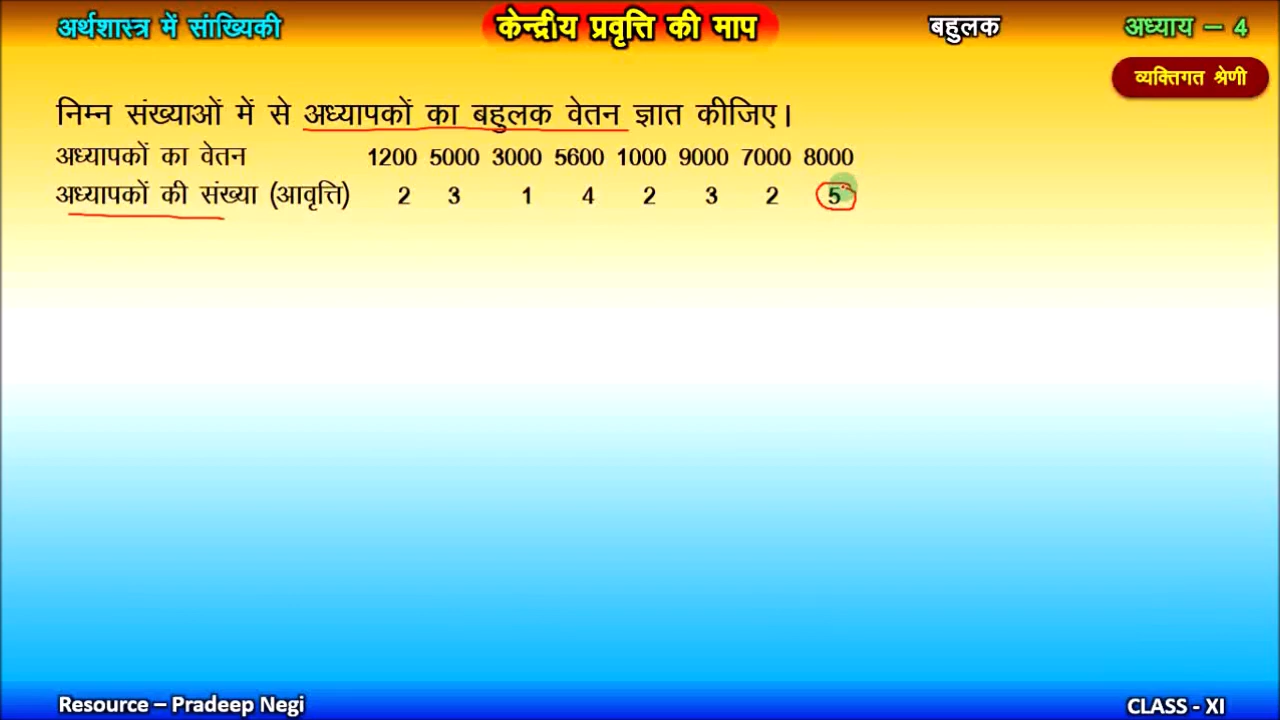 अर्थशास्त्र में सांख्यिकी
केन्द्रीय प्रवृत्ति की माप
बहुलक
अध्याय – 4
व्यक्तिगत श्रेणी
निम्न संख्याओं में से अध्यापकों का बहुलक वेतन ज्ञात कीजिए।
अध्यापकों का वेतन 1200 5000 3000 5600 1000 9000 7000 8000
अध्यापकों की संख्या (आवृत्ति) 2 3 1 4 2 3 2 5
Resource – Pradeep Negi
CLASS - XI